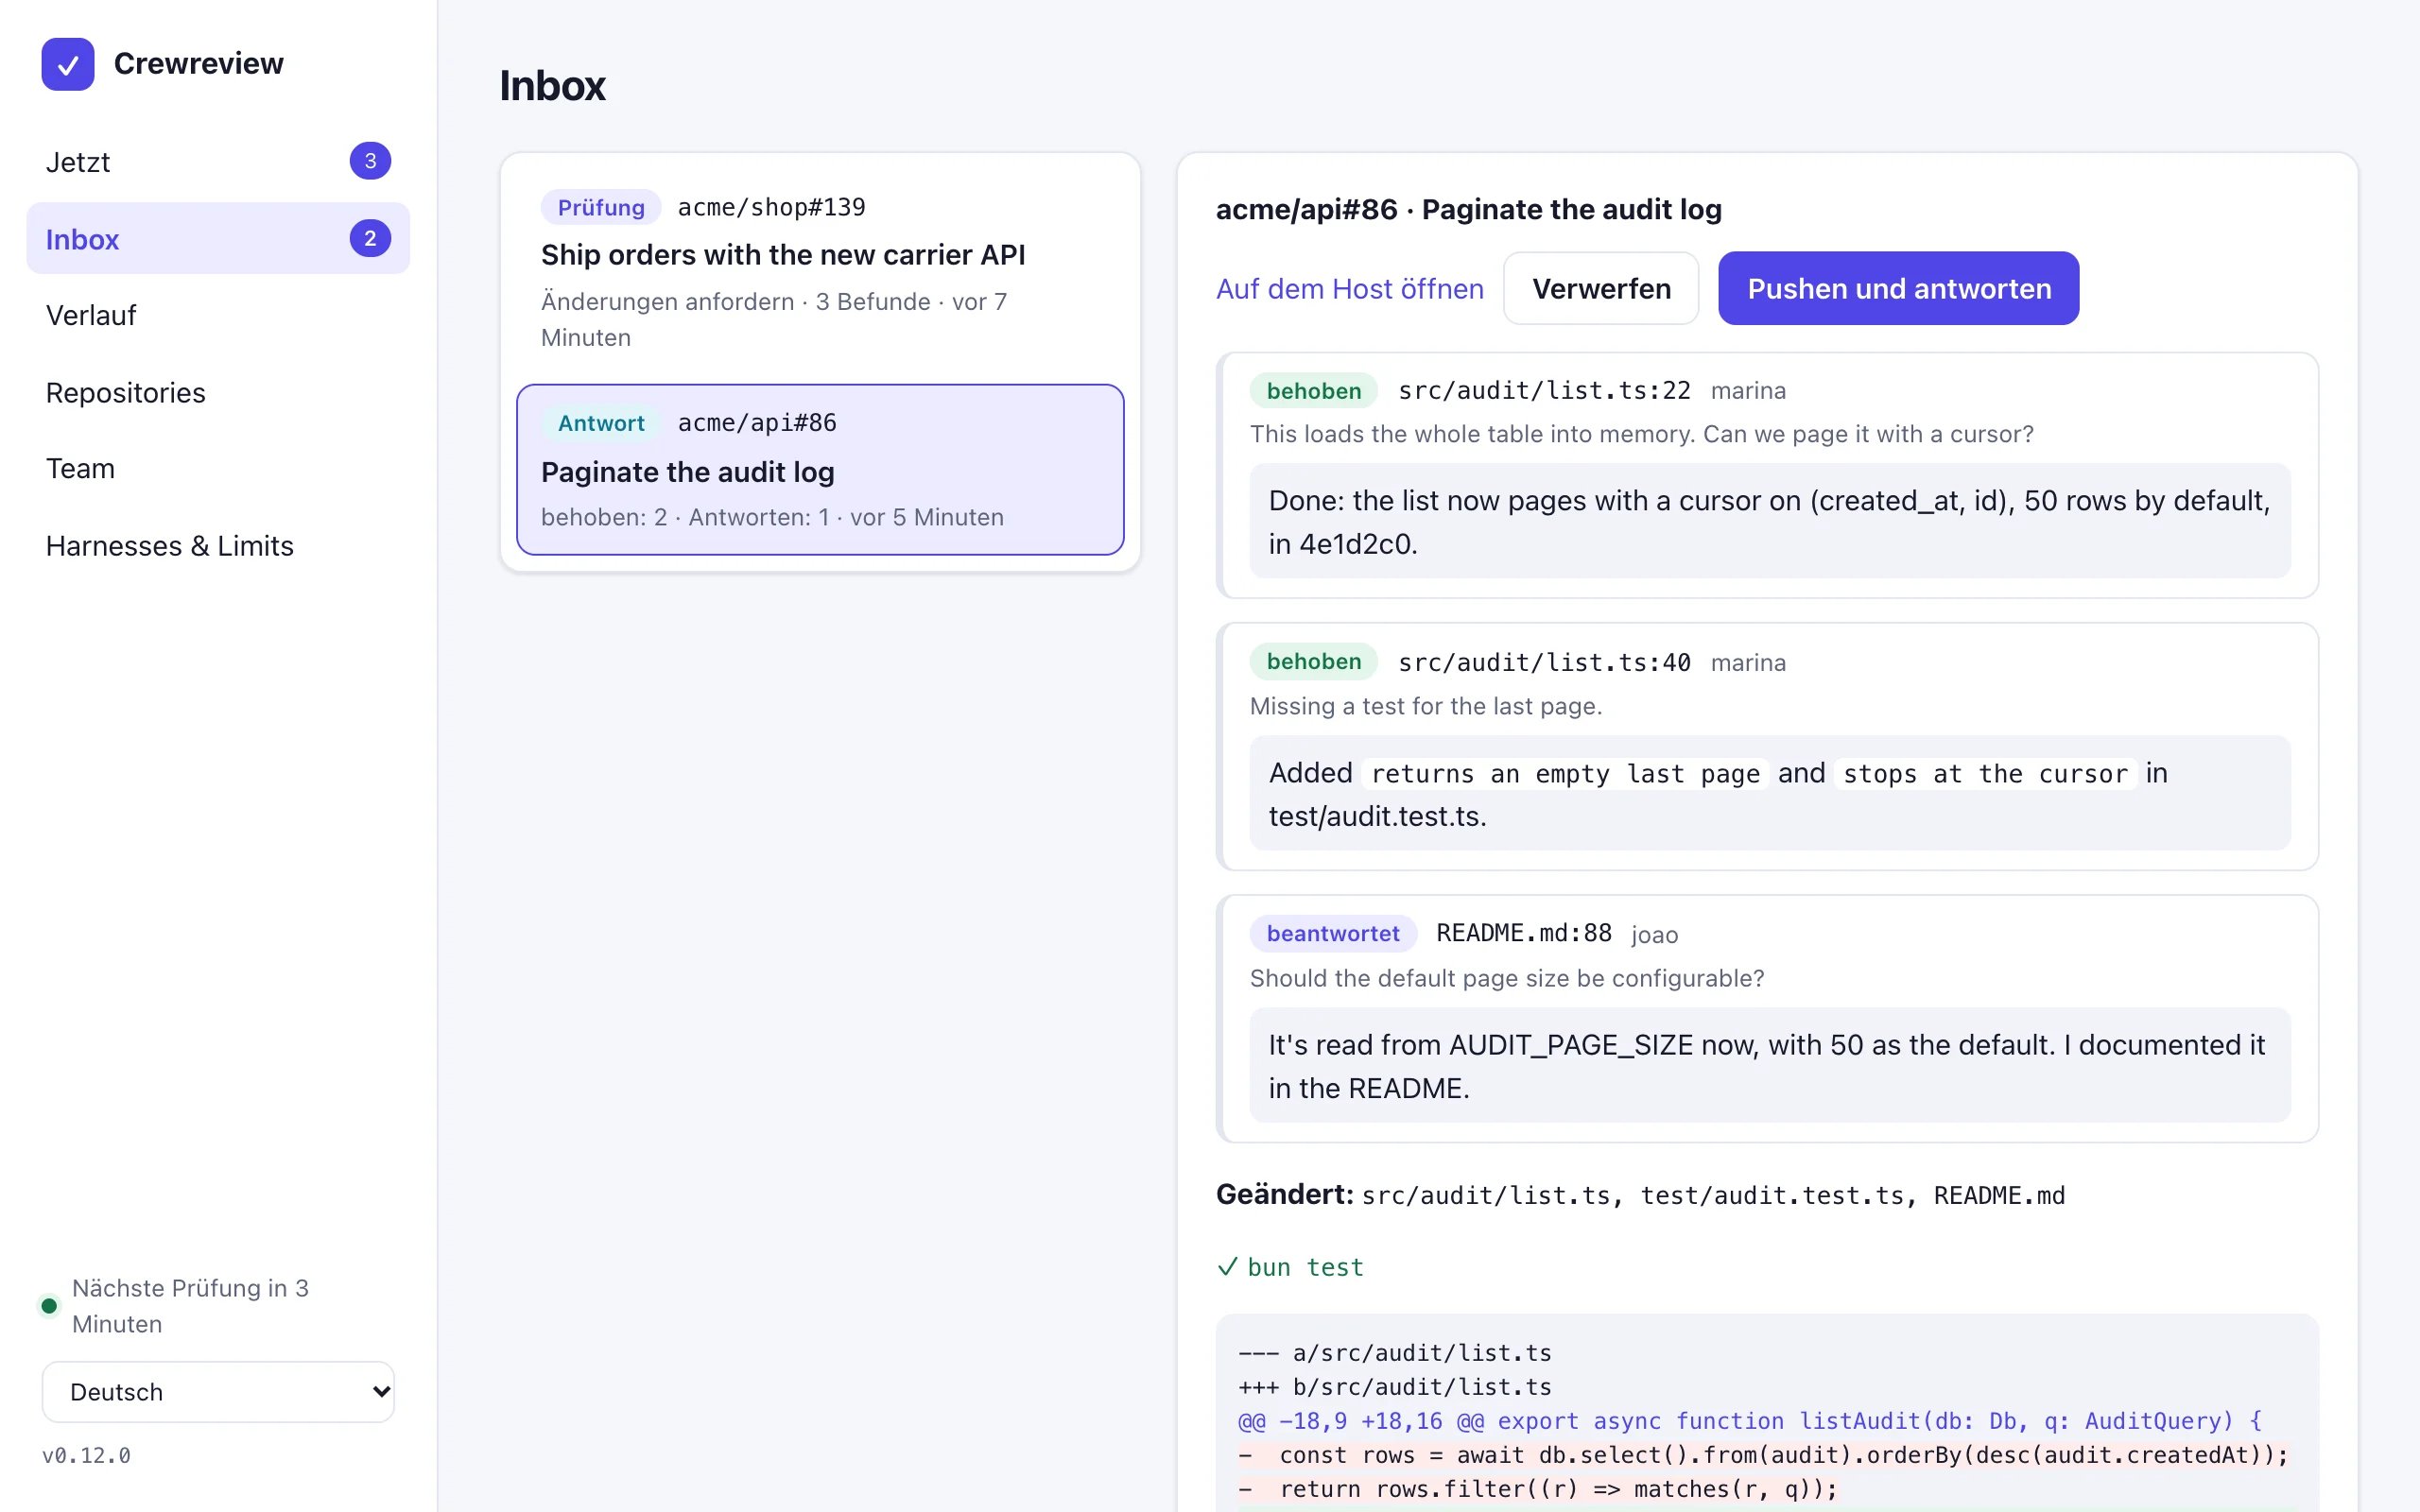 Crewreview
Jetzt 3
Inbox 2
Verlauf
Repositories
Team
Harnesses & Limits
Nächste Prüfung in 3
Minuten
Deutsch
v0.12.0
Inbox
Prüfung acme/shop#139
Ship orders with the new carrier API
Änderungen anfordern · 3 Befunde · vor 7
Minuten
Antwort acme/api#86
Paginate the audit log
behoben: 2 · Antworten: 1 · vor 5 Minuten
acme/api#86 · Paginate the audit log
Auf dem Host öffnen Verwerfen Pushen und antworten
behoben src/audit/list.ts:22 marina
This loads the whole table into memory. Can we page it with a cursor?
Done: the list now pages with a cursor on (created_at, id), 50 rows by default,
in 4e1d2c0.
behoben src/audit/list.ts:40 marina
Missing a test for the last page.
Added returns an empty last page and stops at the cursor in
test/audit.test.ts.
beantwortet README.md:88 joao
Should the default page size be configurable?
It's read from AUDIT_PAGE_SIZE now, with 50 as the default. I documented it
in the README.
Geändert: src/audit/list.ts, test/audit.test.ts, README.md
✓ bun test
--- a/src/audit/list.ts
+++ b/src/audit/list.ts
@@ -18,9 +18,16 @@ export async function listAudit(db: Db, q: AuditQuery) {
-  const rows = await db.select().from(audit).orderBy(desc(audit.createdAt));
-  return rows.filter((r) => matches(r, q));